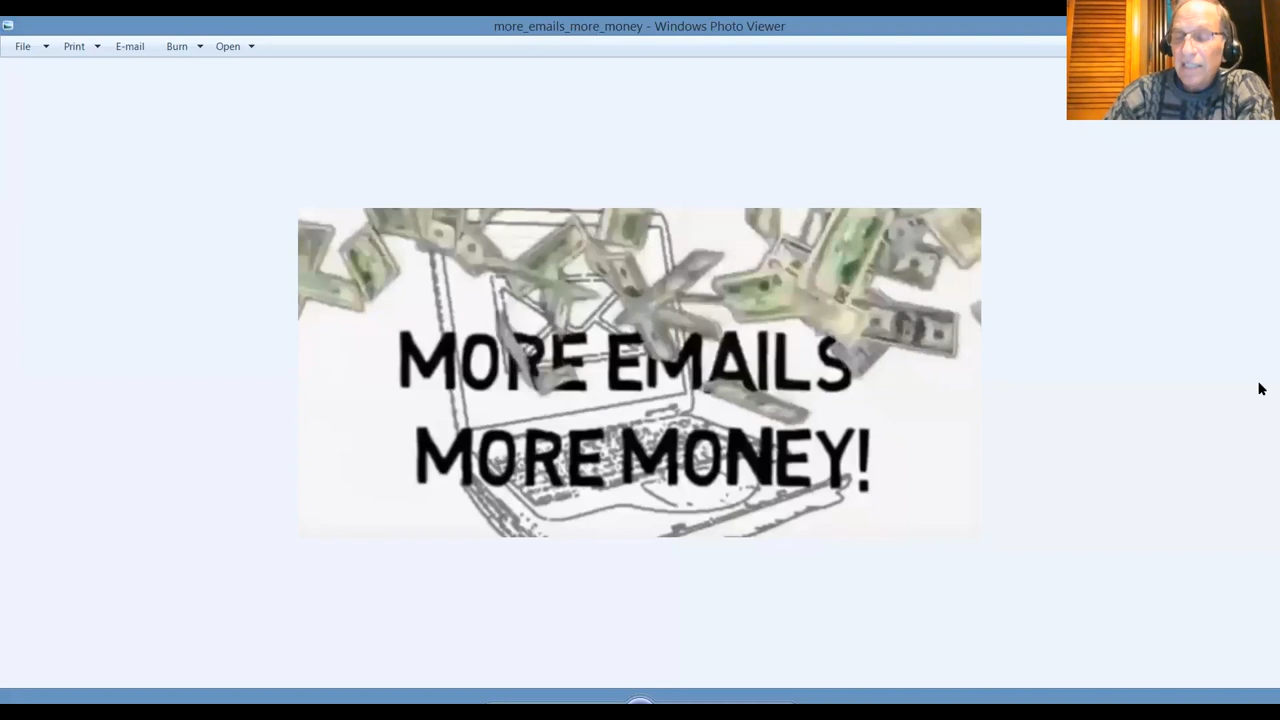 more_emails_more_money - Windows Photo Viewer
File Print E-mail Burn Open
MORE EMAILS
MORE MONEY!